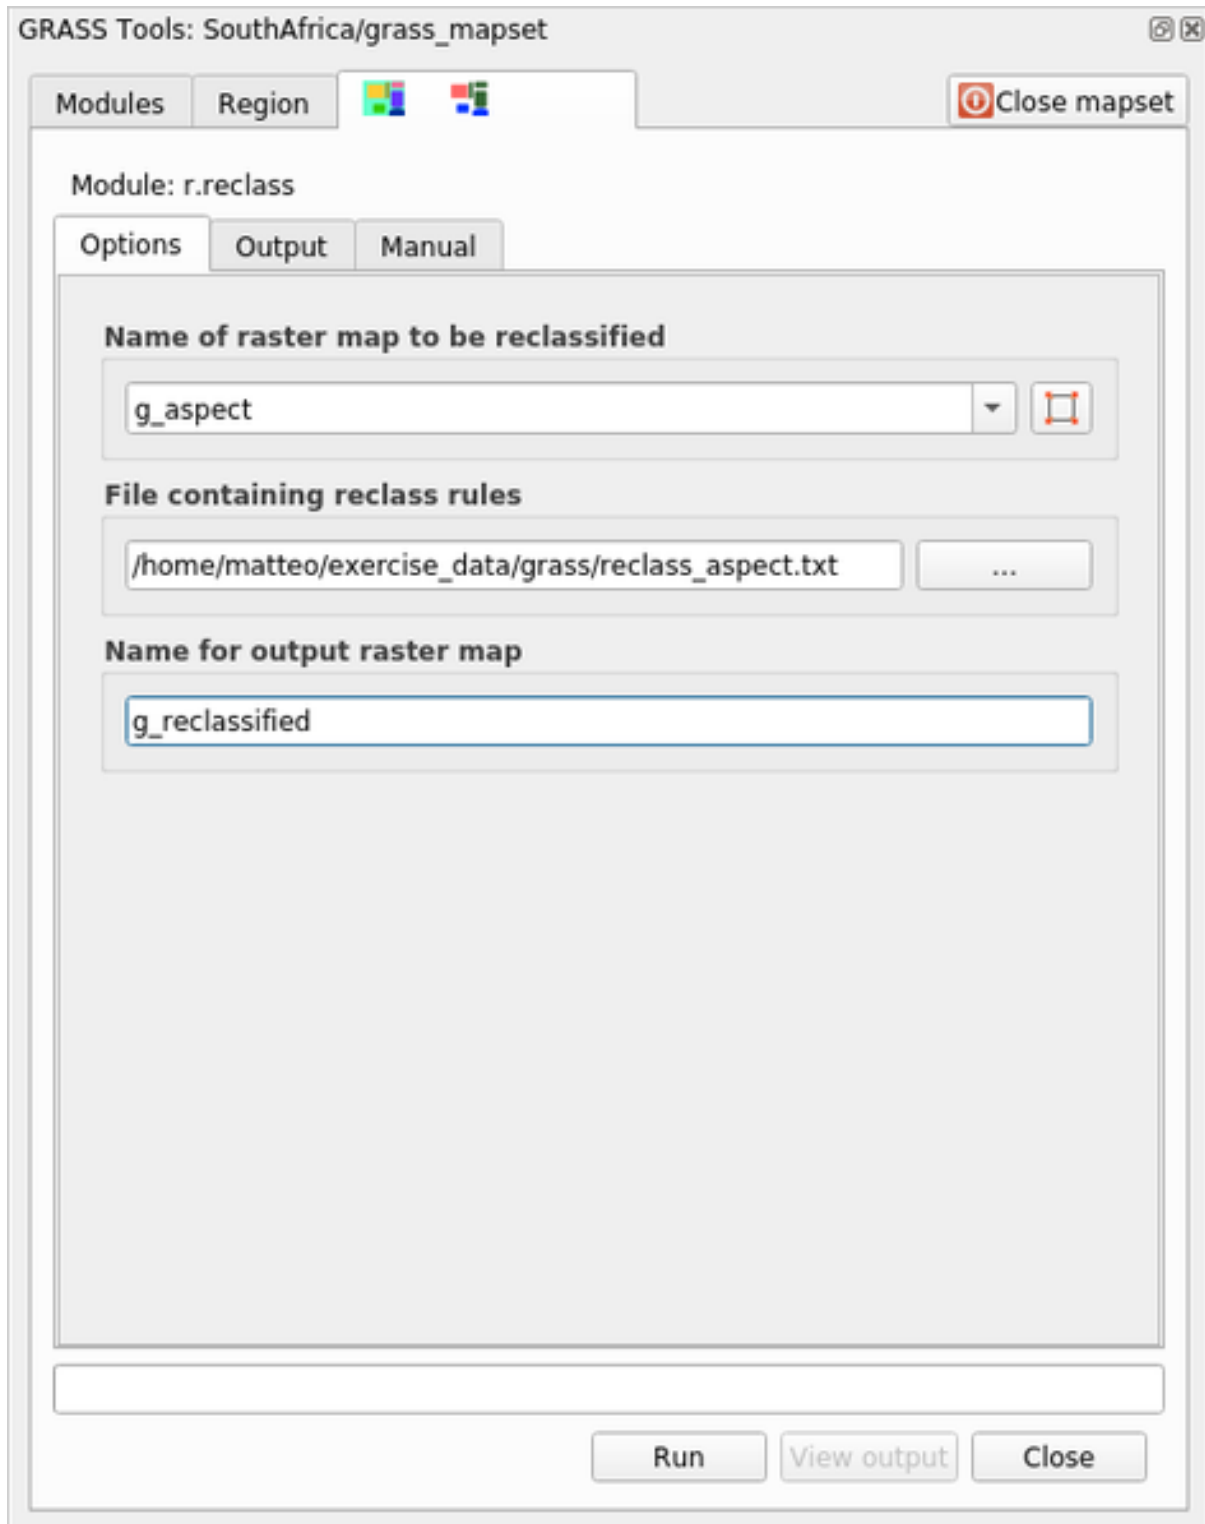 GRASS Tools: SouthAfrica/grass_mapset
Modules Region Close mapset
Module: r.reclass
Options Output Manual
Name of raster map to be reclassified
g_aspect
File containing reclass rules
/home/matteo/exercise_data/grass/reclass_aspect.txt ...
Name for output raster map
g_reclassified
Run View output Close